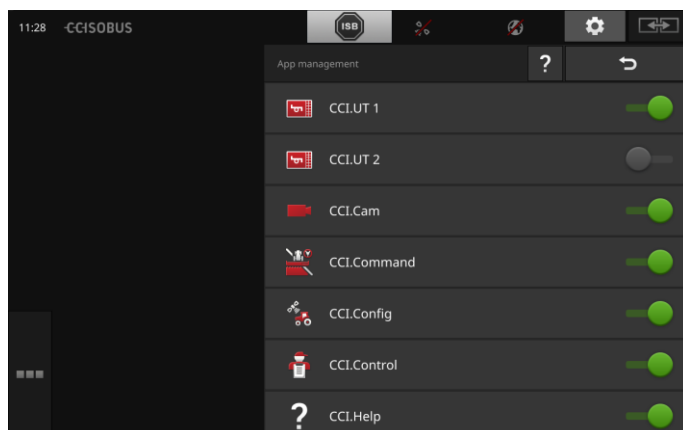 11:28 CCISOBUS
ISB
App management ?
CCI.UT 1
CCI.UT 2
CCI.Cam
CCI.Command
CCI.Config
CCI.Control
? CCI.Help